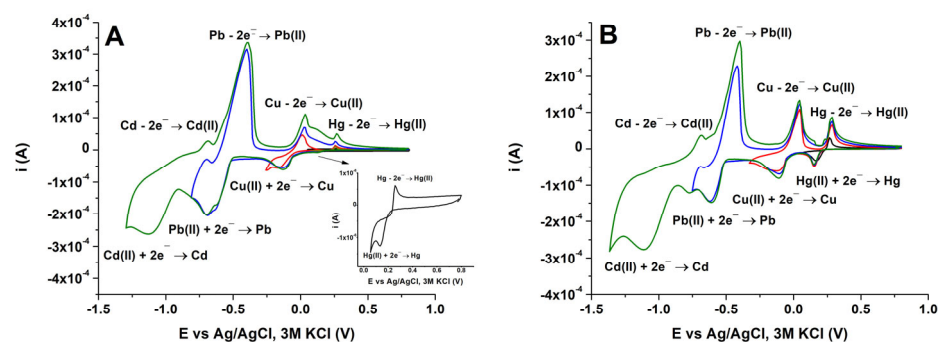 A
4x10⁻⁴
3x10⁻⁴
2x10⁻⁴
1x10⁻⁴
0
-1x10⁻⁴
-2x10⁻⁴
-3x10⁻⁴
-4x10⁻⁴
i (A)
Pb - 2e⁻ → Pb(II)
Cu - 2e⁻ → Cu(II)
Hg - 2e⁻ → Hg(II)
Cd - 2e⁻ → Cd(II)
Cu(II) + 2e⁻ → Cu
Pb(II) + 2e⁻ → Pb
Cd(II) + 2e⁻ → Cd
Hg - 2e⁻ → Hg(II)
Hg(II) + 2e⁻ → Hg
i (A)
0
0.0 0.2 0.4 0.6 0.8
E vs Ag/AgCl, 3M KCl (V)
-1.5 -1.0 -0.5 0.0 0.5 1.0
E vs Ag/AgCl, 3M KCl (V)
B
4x10⁻⁴
3x10⁻⁴
2x10⁻⁴
1x10⁻⁴
0
-1x10⁻⁴
-2x10⁻⁴
-3x10⁻⁴
-4x10⁻⁴
i (A)
Pb - 2e⁻ → Pb(II)
Cu - 2e⁻ → Cu(II)
Hg - 2e⁻ → Hg(II)
Cd - 2e⁻ → Cd(II)
Hg(II) + 2e⁻ → Hg
Cu(II) + 2e⁻ → Cu
Pb(II) + 2e⁻ → Pb
Cd(II) + 2e⁻ → Cd
-1.5 -1.0 -0.5 0.0 0.5 1.0
E vs Ag/AgCl, 3M KCl (V)